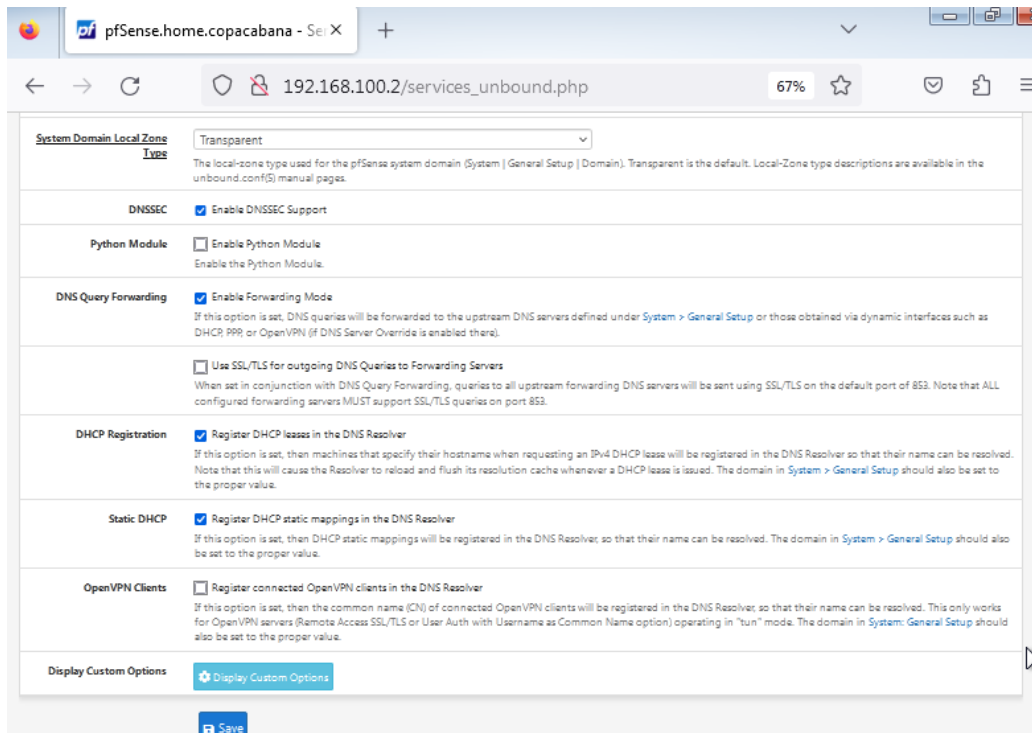 pfSense.home.copacabana - Ser
192.168.100.2/services_unbound.php
67%
System Domain Local Zone
Type
Transparent
The local-zone type used for the pfSense system domain (System | General Setup | Domain). Transparent is the default. Local-Zone type descriptions are available in the
unbound.conf(5) manual pages.
DNSSEC
Enable DNSSEC Support
Python Module
Enable Python Module
Enable the Python Module.
DNS Query Forwarding
Enable Forwarding Mode
If this option is set, DNS queries will be forwarded to the upstream DNS servers defined under System > General Setup or those obtained via dynamic interfaces such as
DHCP, PPP, or OpenVPN (if DNS Server Override is enabled there).
Use SSL/TLS for outgoing DNS Queries to Forwarding Servers
When set in conjunction with DNS Query Forwarding, queries to all upstream forwarding DNS servers will be sent using SSL/TLS on the default port of 853. Note that ALL
configured forwarding servers MUST support SSL/TLS queries on port 853.
DHCP Registration
Register DHCP leases in the DNS Resolver
If this option is set, then machines that specify their hostname when requesting an IPv4 DHCP lease will be registered in the DNS Resolver so that their name can be resolved.
Note that this will cause the Resolver to reload and flush its resolution cache whenever a DHCP lease is issued. The domain in System > General Setup should also be set to
the proper value.
Static DHCP
Register DHCP static mappings in the DNS Resolver
If this option is set, then DHCP static mappings will be registered in the DNS Resolver, so that their name can be resolved. The domain in System > General Setup should also
be set to the proper value.
OpenVPN Clients
Register connected OpenVPN clients in the DNS Resolver
If this option is set, then the common name (CN) of connected OpenVPN clients will be registered in the DNS Resolver, so that their name can be resolved. This only works
for OpenVPN servers (Remote Access SSL/TLS or User Auth with Username as Common Name option) operating in "tun" mode. The domain in System: General Setup should
also be set to the proper value.
Display Custom Options
Display Custom Options
Save